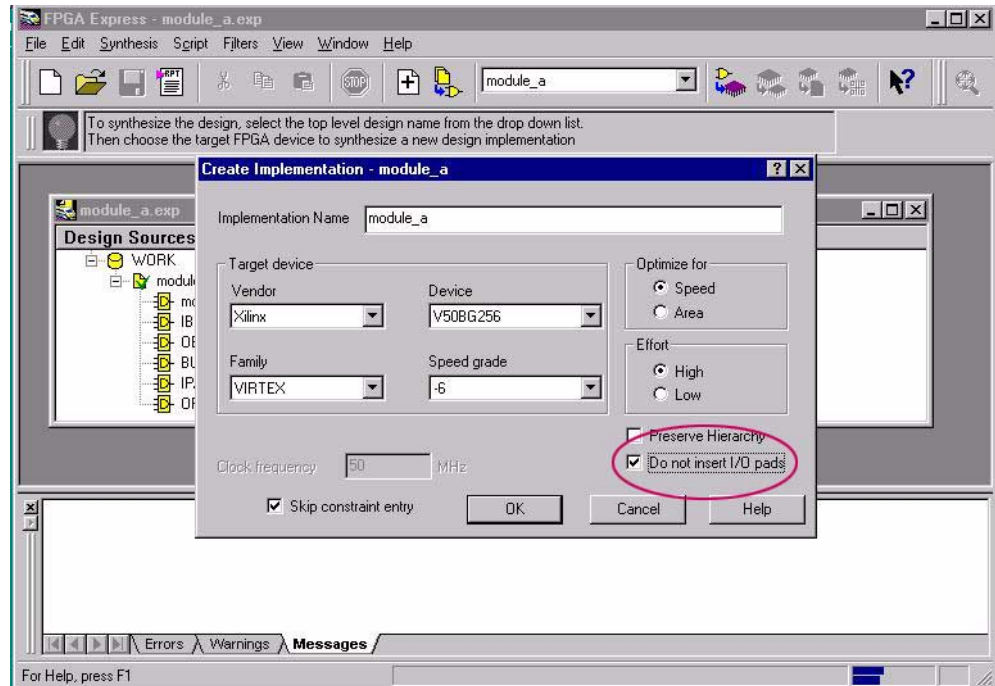 FPGA Express - module_a.exp
File Edit Synthesis Script Filters View Window Help
RPT
STOP
module_a
To synthesize the design, select the top level design name from the drop down list.
Then choose the target FPGA device to synthesize a new design implementation
Create Implementation - module_a
module_a.exp
Implementation Name module_a
Design Sources
WORK
Target device
Optimize for
Vendor
Device
Speed
Xilinx
V50BG256
Area
IB
Effort
Family
Speed grade
High
VIRTEX
-6
Low
Preserve Hierarchy
Do not insert I/O pads
Clock frequency 50 MHz
Skip constraint entry
OK
Cancel
Help
Errors
Warnings
Messages
For Help, press F1